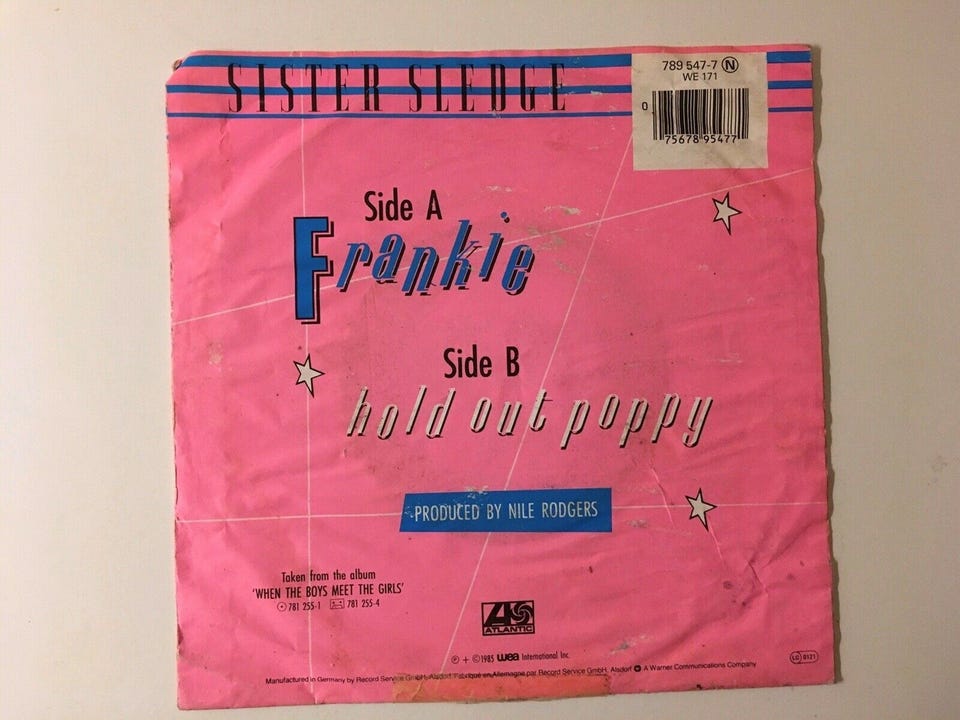 SISTER SLEDGE
789 547-7 N
WE 171
0
75678 95477
Side A
Frankie
Side B
hold out poppy
PRODUCED BY NILE RODGERS
Taken from the album
'WHEN THE BOYS MEET THE GIRLS'
781 255-1 781 255-4
ATLANTIC
℗ + ©1985 wea International Inc.
LC 0121
Manufactured in Germany by Record Service GmbH, Alsdorf. Fabriqué en Allemagne par Record Service GmbH, Alsdorf A Warner Communications Company